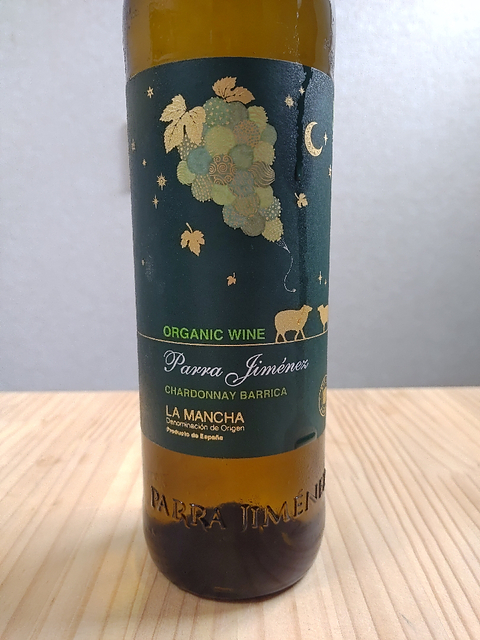 ORGANIC WINE
Parra Jiménez
CHARDONNAY BARRICA
LA MANCHA
Denominación de Origen
Producto de España
PARRA JIMÉNE